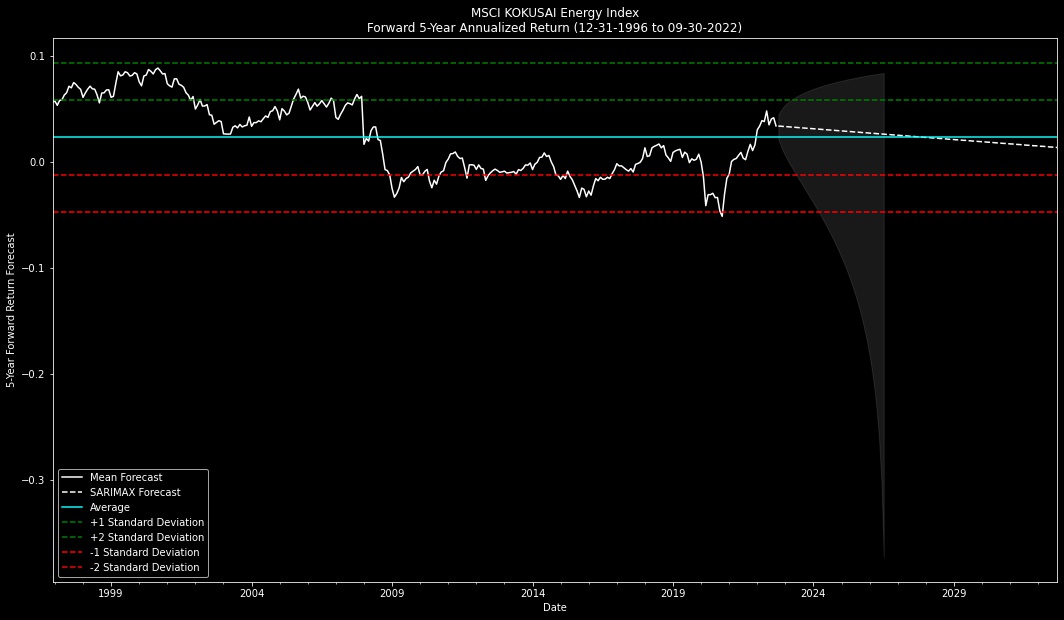 MSCI KOKUSAI Energy Index
Forward 5-Year Annualized Return (12-31-1996 to 09-30-2022)
5-Year Forward Return Forecast
0.1
0.0
−0.1
−0.2
−0.3
Mean Forecast
SARIMAX Forecast
Average
+1 Standard Deviation
+2 Standard Deviation
-1 Standard Deviation
-2 Standard Deviation
1999 2004 2009 2014 2019 2024 2029
Date